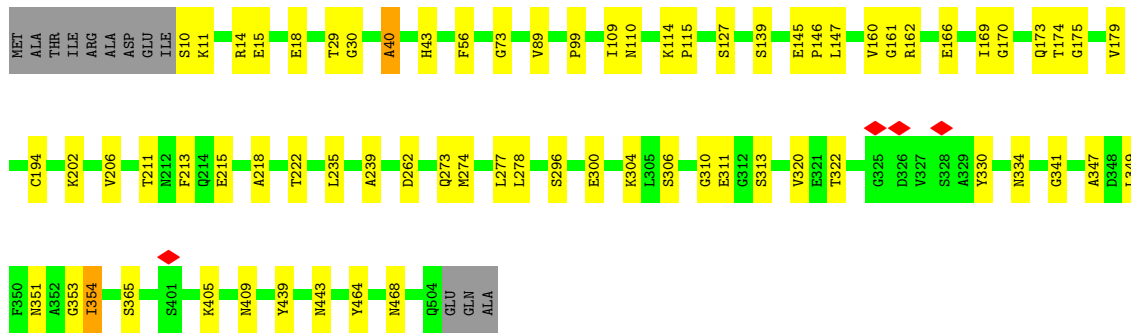 MET ALA THR ILE ARG ALA ASP GLU ILE S10 K11 R14 E15 E18 T29 G30 A40 H43 F56 G73 V89 P99 I109 N110 K114 P115 S127 S139 E145 P146 L147 V160 G161 R162 E166 I169 G170 Q173 T174 G175 V179
C194 K202 V206 T211 N212 F213 Q214 E215 A218 T222 L235 A239 D262 Q273 M274 L277 L278 S296 E300 K304 L305 S306 G310 E311 G312 S313 V320 E321 T322 G325 D326 V327 S328 A329 Y330 N334 G341 A347 D348 L349
F350 N351 A352 G353 I354 S365 S401 K405 N409 Y439 N443 Y464 N468 Q504 GLU GLN ALA